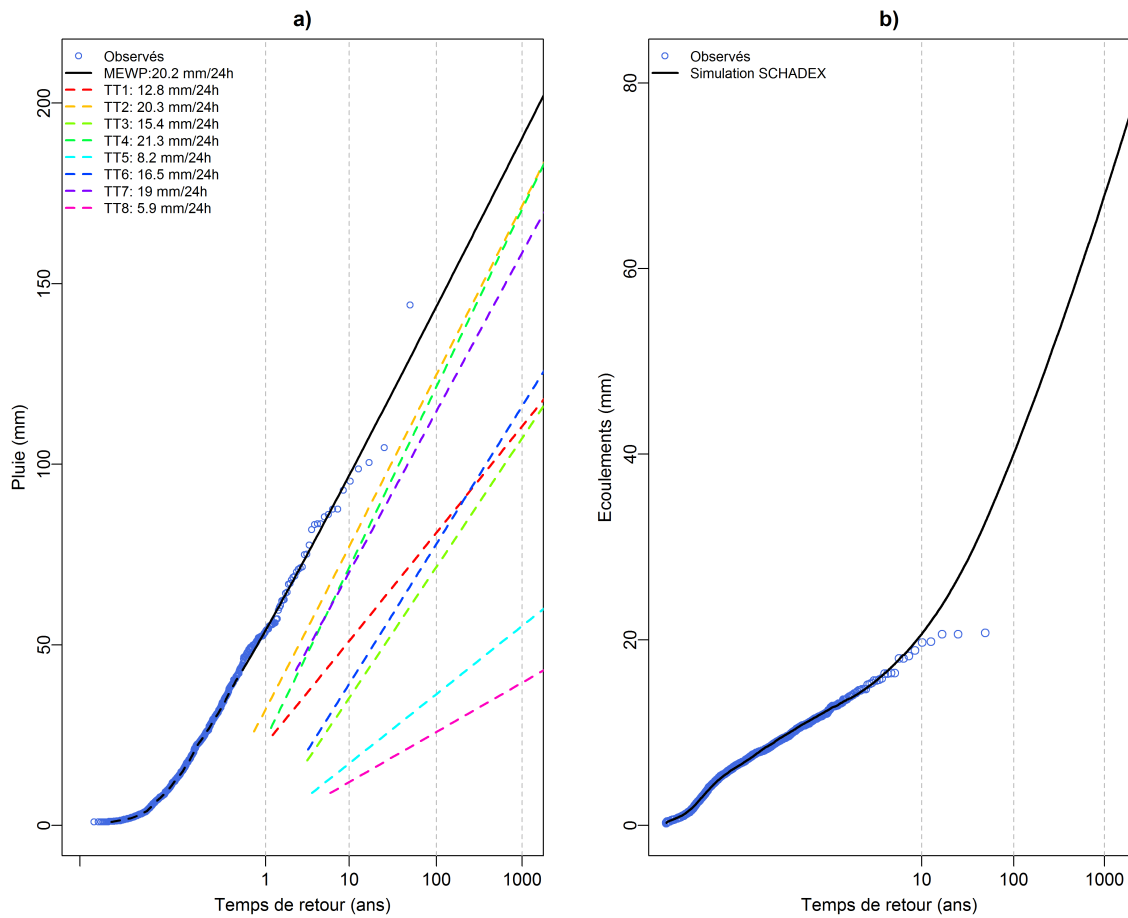 a)
Observés
MEWP:20.2 mm/24h
TT1: 12.8 mm/24h
TT2: 20.3 mm/24h
TT3: 15.4 mm/24h
TT4: 21.3 mm/24h
TT5: 8.2 mm/24h
TT6: 16.5 mm/24h
TT7: 19 mm/24h
TT8: 5.9 mm/24h
Pluie (mm)
200
150
100
50
0
1 10 100 1000
Temps de retour (ans)
b)
Observés
Simulation SCHADEX
Ecoulements (mm)
80
60
40
20
0
10 100 1000
Temps de retour (ans)